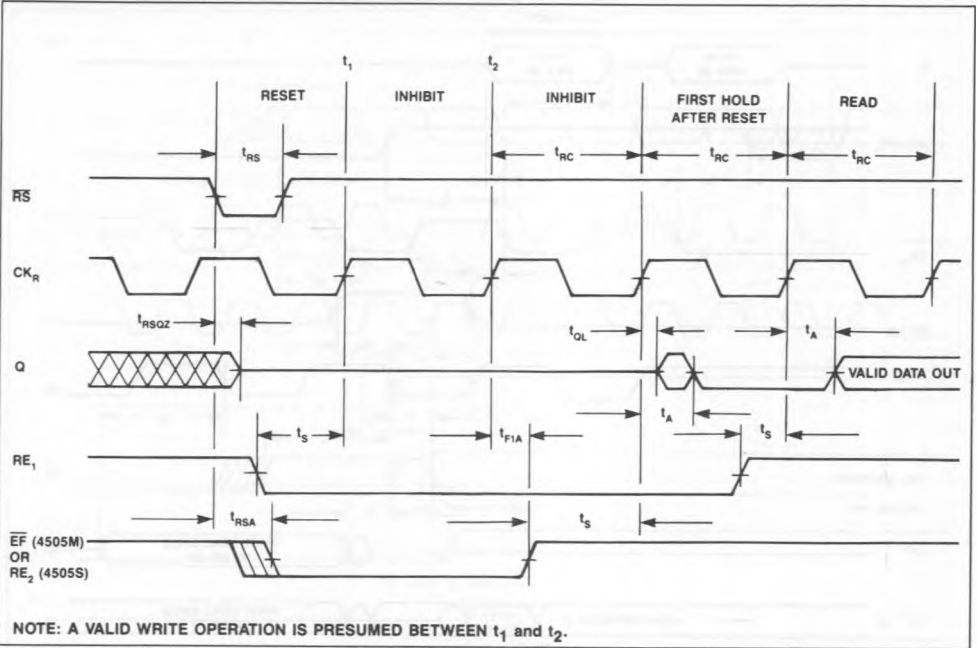 t1 t2
RESET INHIBIT INHIBIT FIRST HOLD READ
AFTER RESET
tRS tRC tRC tRC
R̅S̅
CKR
tRSQZ tQL tA
Q VALID DATA OUT
tA
tS tF1A tS
RE1
tRSA tS
E̅F̅ (4505M)
OR
RE2 (4505S)
NOTE: A VALID WRITE OPERATION IS PRESUMED BETWEEN t1 and t2.